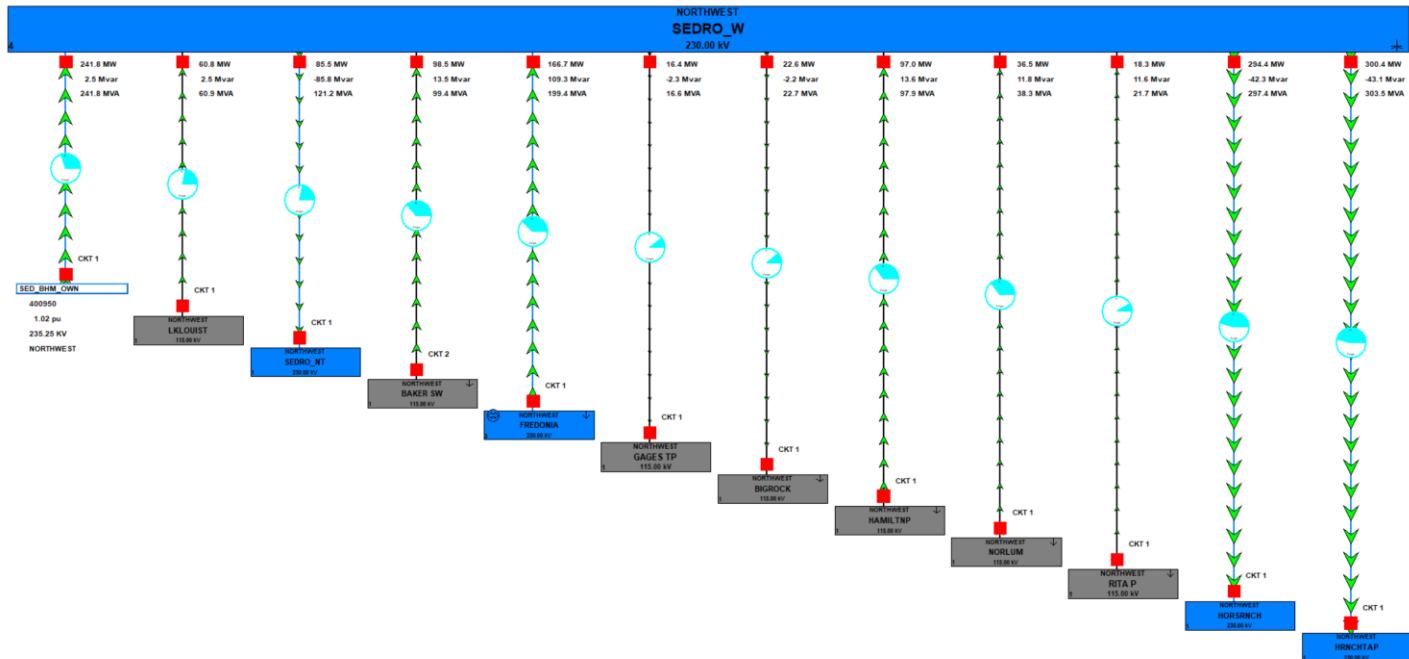 NORTHWEST
SEDRO_W
230.00 kV
4
241.8 MW
2.5 Mvar
241.8 MVA
60.8 MW
2.5 Mvar
60.9 MVA
85.5 MW
-85.8 Mvar
121.2 MVA
98.5 MW
13.5 Mvar
99.4 MVA
166.7 MW
109.3 Mvar
199.4 MVA
16.4 MW
-2.3 Mvar
16.6 MVA
22.6 MW
-2.2 Mvar
22.7 MVA
97.0 MW
13.6 Mvar
97.9 MVA
36.5 MW
11.8 Mvar
38.3 MVA
18.3 MW
11.6 Mvar
21.7 MVA
294.4 MW
-42.3 Mvar
297.4 MVA
300.4 MW
-43.1 Mvar
303.5 MVA
CKT 1
SED_BHM_OWN
400950
1.02 pu
235.25 KV
NORTHWEST
CKT 1
NORTHWEST
LKLOUIST
115.00 kV
CKT 1
NORTHWEST
SEDRO_NT
230.00 kV
CKT 2
NORTHWEST
BAKER SW
115.00 kV
CKT 1
NORTHWEST
FREDONIA
230.00 kV
CKT 1
NORTHWEST
GAGES TP
115.00 kV
CKT 1
NORTHWEST
BIGROCK
115.00 kV
CKT 1
NORTHWEST
HAMILTNP
115.00 kV
CKT 1
NORTHWEST
NORLUM
115.00 kV
CKT 1
NORTHWEST
RITA P
115.00 kV
CKT 1
NORTHWEST
HORSRNCH
230.00 kV
CKT 1
NORTHWEST
HRNCHTAP
230.00 kV